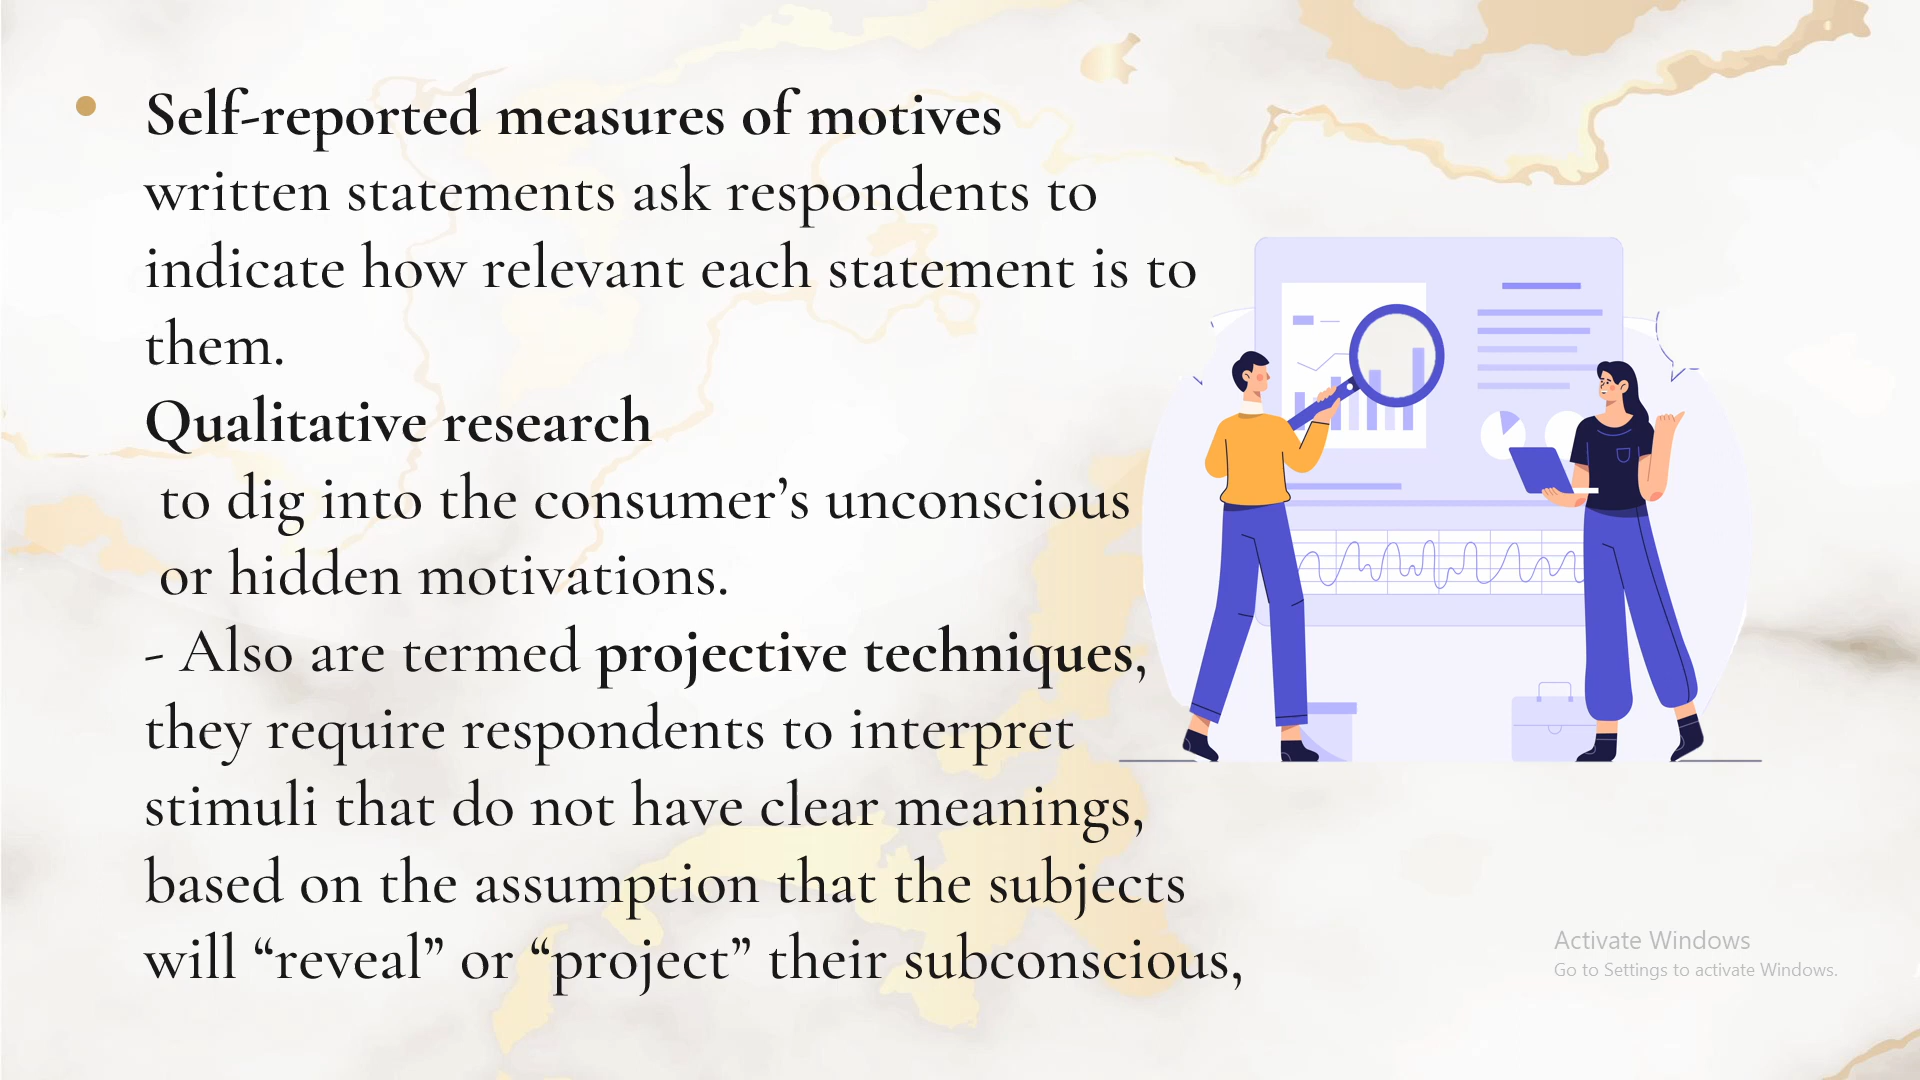 Self-reported measures of motives
written statements ask respondents to
indicate how relevant each statement is to
them.
Qualitative research
to dig into the consumer’s unconscious
or hidden motivations.
- Also are termed projective techniques,
they require respondents to interpret
stimuli that do not have clear meanings,
based on the assumption that the subjects
will “reveal” or “project” their subconscious,
Activate Windows
Go to Settings to activate Windows.